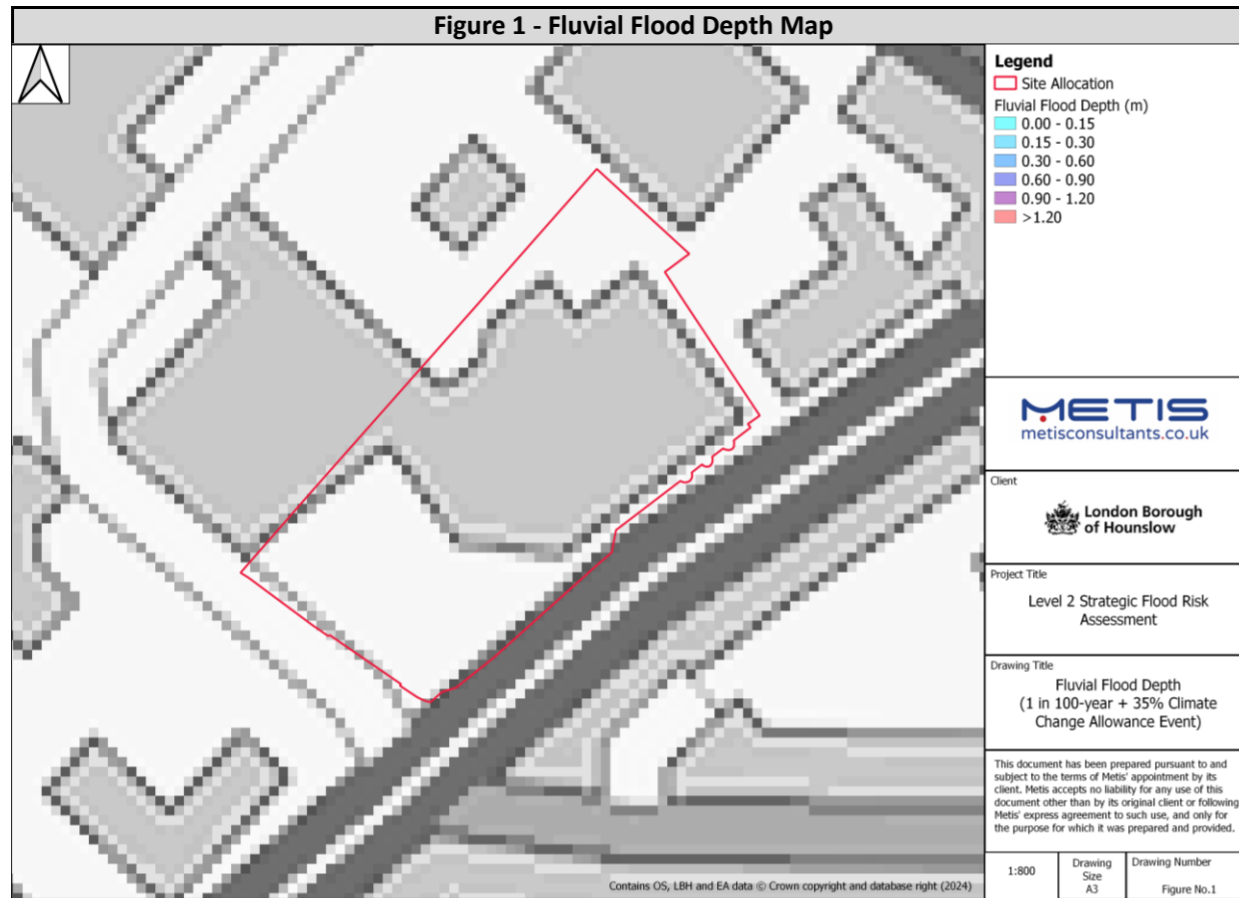 Figure 1 - Fluvial Flood Depth Map
Legend
Site Allocation
Fluvial Flood Depth (m)
0.00 - 0.15
0.15 - 0.30
0.30 - 0.60
0.60 - 0.90
0.90 - 1.20
>1.20
METIS
metisconsultants.co.uk
Client
London Borough
of Hounslow
Project Title
Level 2 Strategic Flood Risk
Assessment
Drawing Title
Fluvial Flood Depth
(1 in 100-year + 35% Climate
Change Allowance Event)
This document has been prepared pursuant to and
subject to the terms of Metis' appointment by its
client. Metis accepts no liability for any use of this
document other than by its original client or following
Metis' express agreement to such use, and only for
the purpose for which it was prepared and provided.
1:800
Drawing
Size
A3
Drawing Number
Figure No.1
Contains OS, LBH and EA data © Crown copyright and database right (2024)